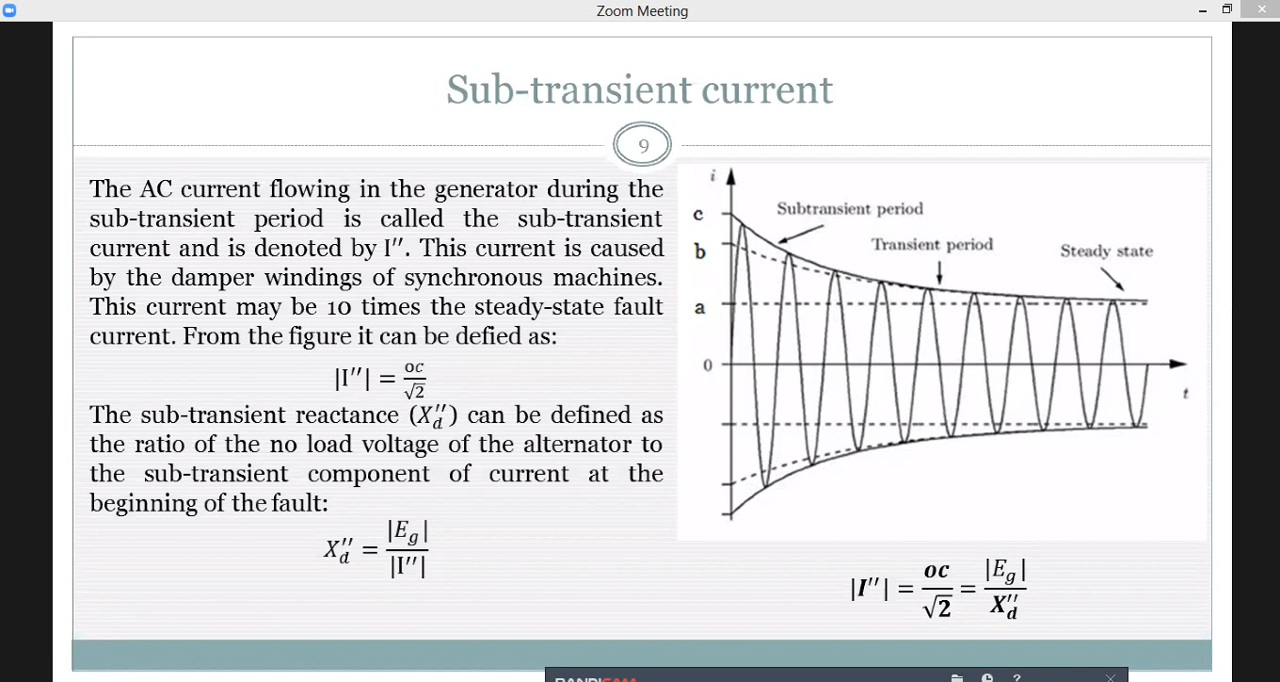 Zoom Meeting
Sub-transient current
9
The AC current flowing in the generator during the
sub-transient period is called the sub-transient
current and is denoted by I″. This current is caused
by the damper windings of synchronous machines.
This current may be 10 times the steady-state fault
current. From the figure it can be defied as:
|I″| = oc/√2
The sub-transient reactance (X″d) can be defined as
the ratio of the no load voltage of the alternator to
the sub-transient component of current at the
beginning of the fault:
X″d = |Eg|/|I″|
i
c
Subtransient period
b
Transient period
Steady state
a
0
t
|I″| = oc/√2 = |Eg|/X″d
BANDICAM
?